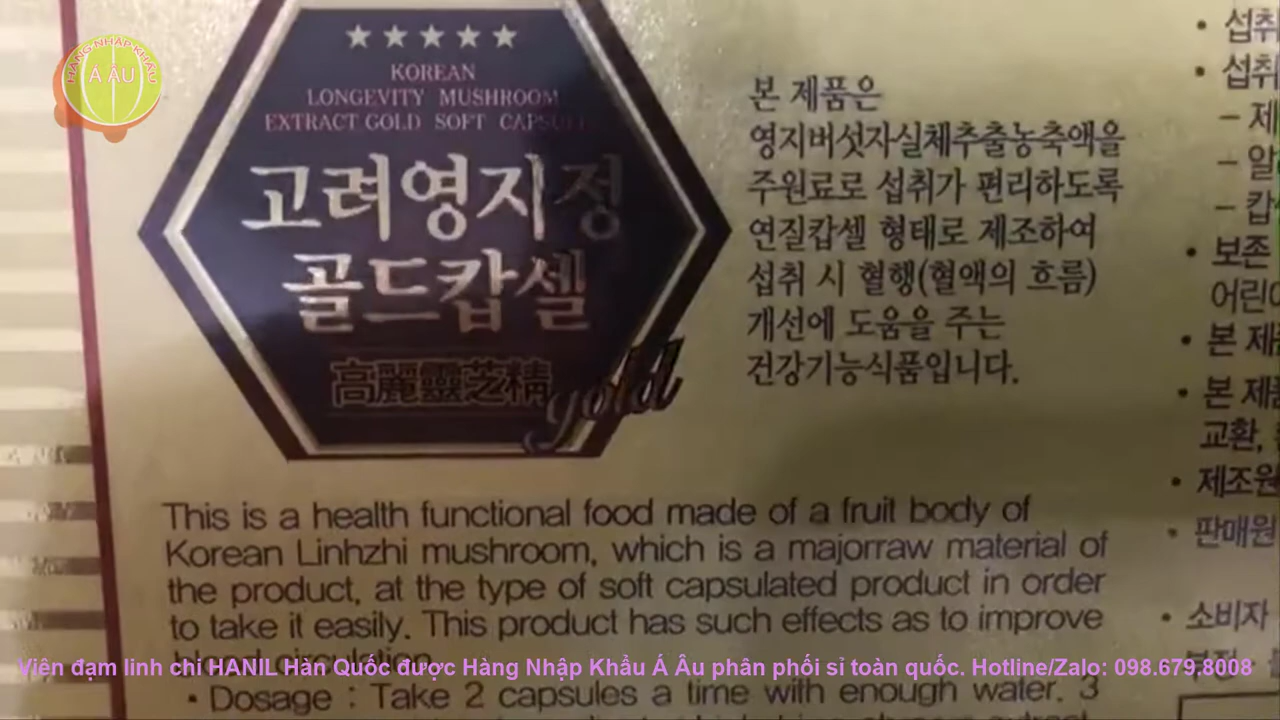 HÀNG NHẬP KHẨU
Á ÂU
★★★★★
KOREAN
LONGEVITY MUSHROOM
EXTRACT GOLD SOFT CAPSULE
고려영지정
골드캅셀
高麗靈芝精
gold
본 제품은
영지버섯자실체추출농축액을
주원료로 섭취가 편리하도록
연질캅셀 형태로 제조하여
섭취 시 혈행(혈액의 흐름)
개선에 도움을 주는
건강기능식품입니다.
• 섭취
• 섭취
– 제
– 알
– 캅
• 보존
어린이
• 본 제
• 본 제품
교환,
• 제조원
• 판매원
• 소비자
부정
This is a health functional food made of a fruit body of
Korean Linhzhi mushroom, which is a majorraw material of
the product, at the type of soft capsulated product in order
to take it easily. This product has such effects as to improve
blood circulation.
Viên đạm linh chi HANIL Hàn Quốc được Hàng Nhập Khẩu Á Âu phân phối sỉ toàn quốc. Hotline/Zalo: 098.679.8008
• Dosage : Take 2 capsules a time with enough water. 3